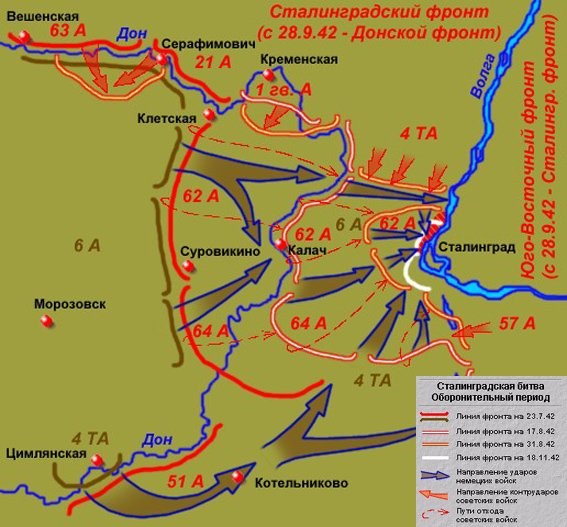 Вешенская
63 А
Дон
Серафимович
21 А
Сталинградский фронт
(с 28.9.42 - Донской фронт)
Кременская
1 гв. А
Клетская
4 ТА
Волга
Юго-Восточный фронт
(с 28.9.42 - Сталингр. фронт)
62 А
62 А
6 А
62 А
6 А
Суровикино
Калач
Сталинград
Морозовск
64 А
64 А
57 А
4 ТА
4 ТА
Дон
Цимлянская
51 А
Котельниково
Сталинградская битва
Оборонительный период
Линия фронта на 23.7.42
Линия фронта на 17.8.42
Линия фронта на 31.8.42
Линия фронта на 18.11.42
Направление ударов
немецких войск
Направление контрударов
советских войск
Пути отхода
советских войск